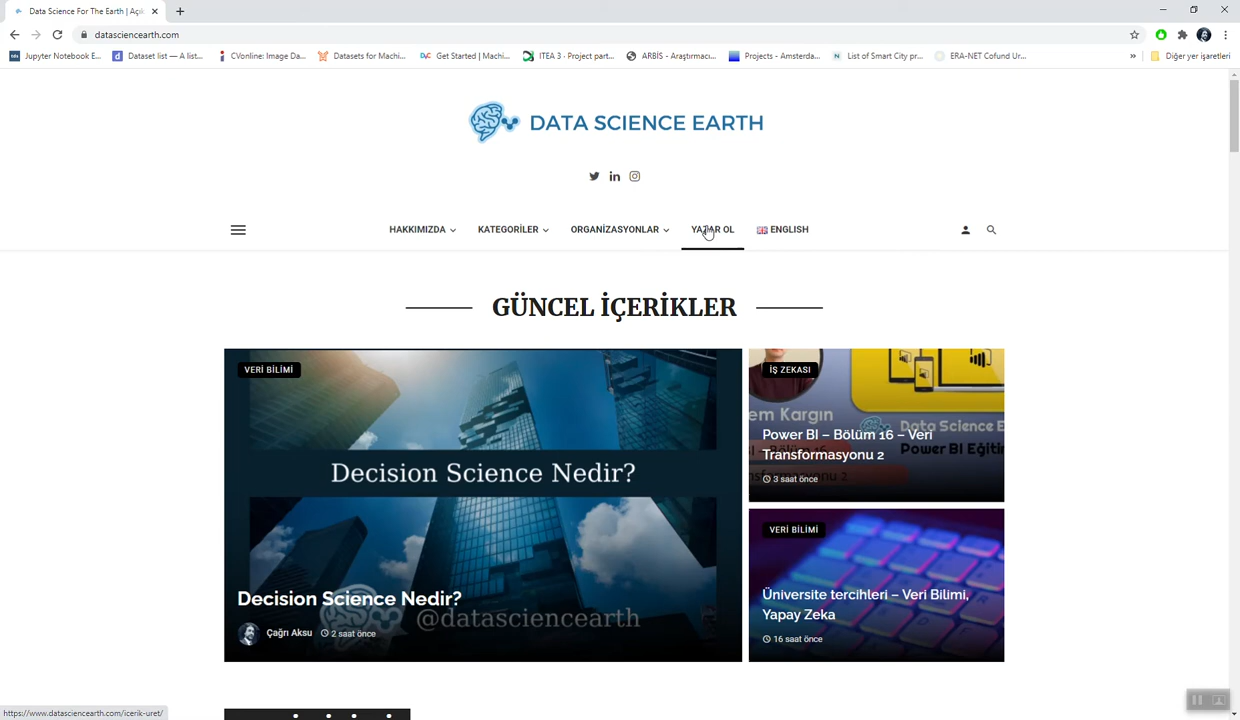 Data Science For The Earth | Açık
datasciencearth.com
Jupyter Notebook E...
Dataset list — A list...
CVonline: Image Da...
Datasets for Machi...
Get Started | Machi...
ITEA 3 · Project part...
ARBİS - Araştırmacı...
Projects - Amsterda...
List of Smart City pr...
ERA-NET Cofund Ur...
»
Diğer yer işaretleri
DATA SCIENCE EARTH
HAKKIMIZDA
KATEGORİLER
ORGANİZASYONLAR
YAZAR OL
ENGLISH
GÜNCEL İÇERİKLER
VERİ BİLİMİ
Decision Science Nedir?
Decision Science Nedir?
@datasciencearth
Çağrı Aksu
2 saat önce
İŞ ZEKASI
Power BI – Bölüm 16 – Veri
Transformasyonu 2
3 saat önce
VERİ BİLİMİ
Üniversite tercihleri – Veri Bilimi,
Yapay Zeka
16 saat önce
https://www.datasciencearth.com/icerik-uret/